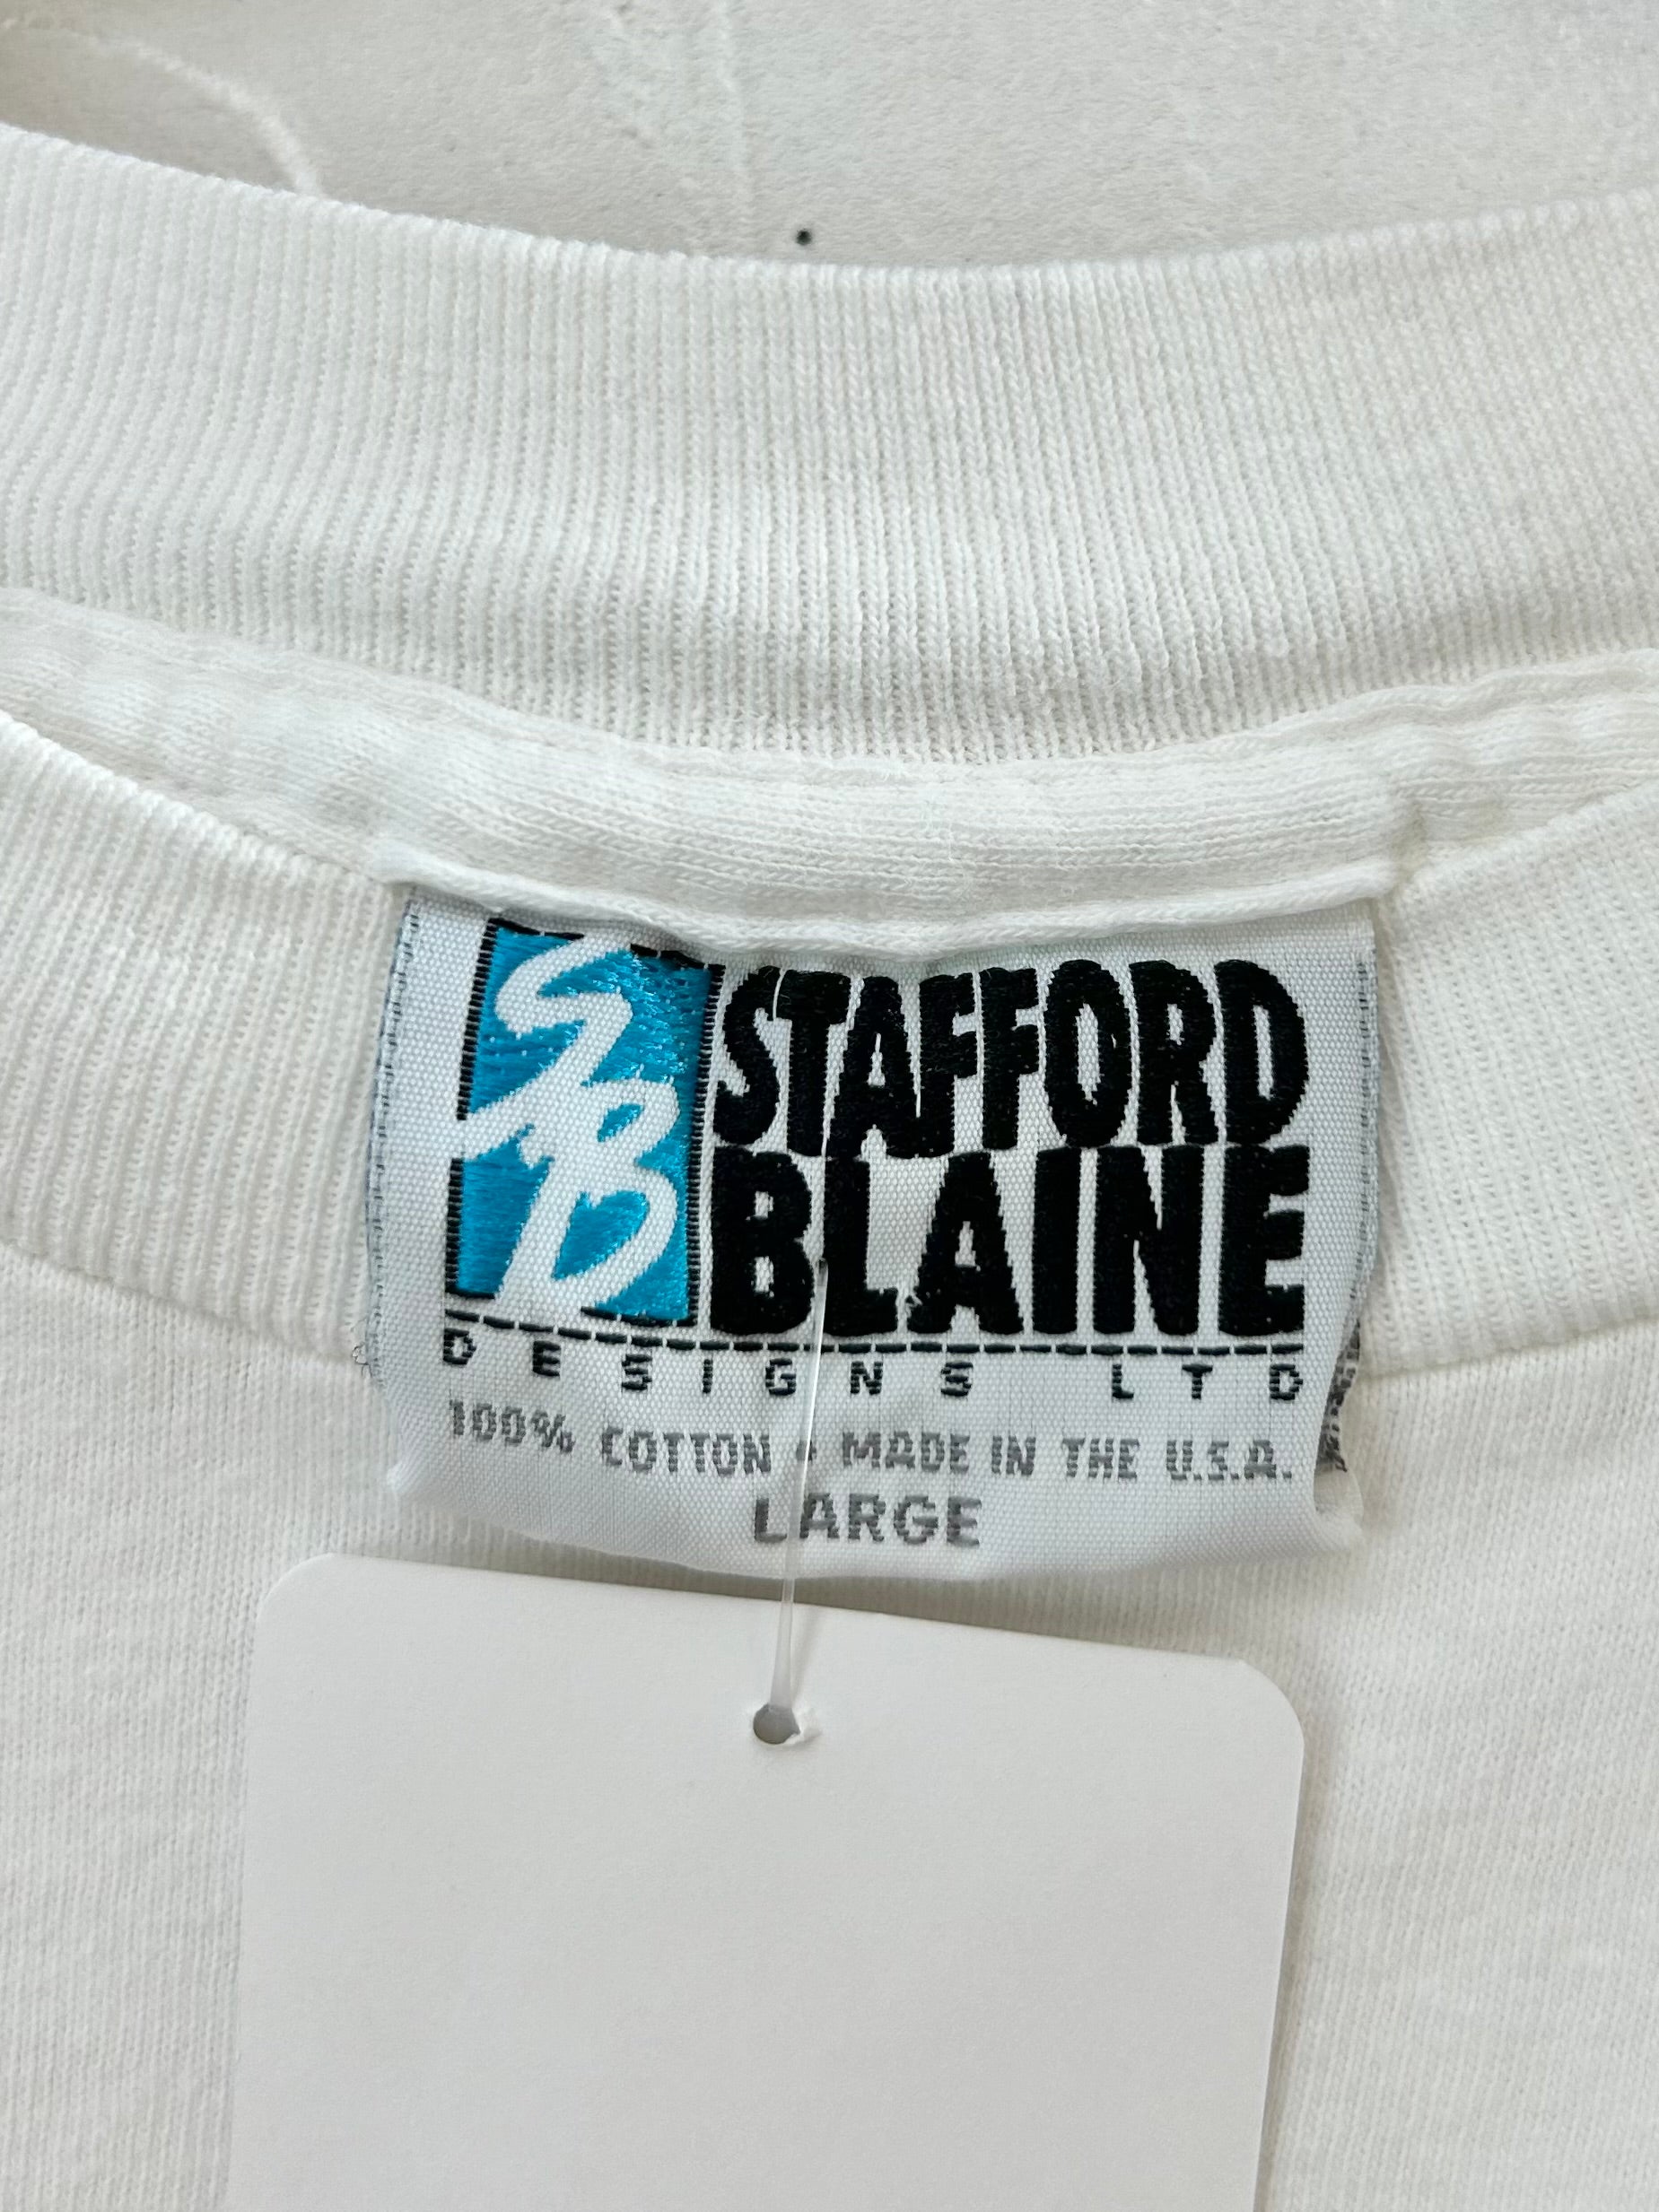 SB
STAFFORD
BLAINE
DESIGNS LTD
100% COTTON • MADE IN THE U.S.A.
LARGE